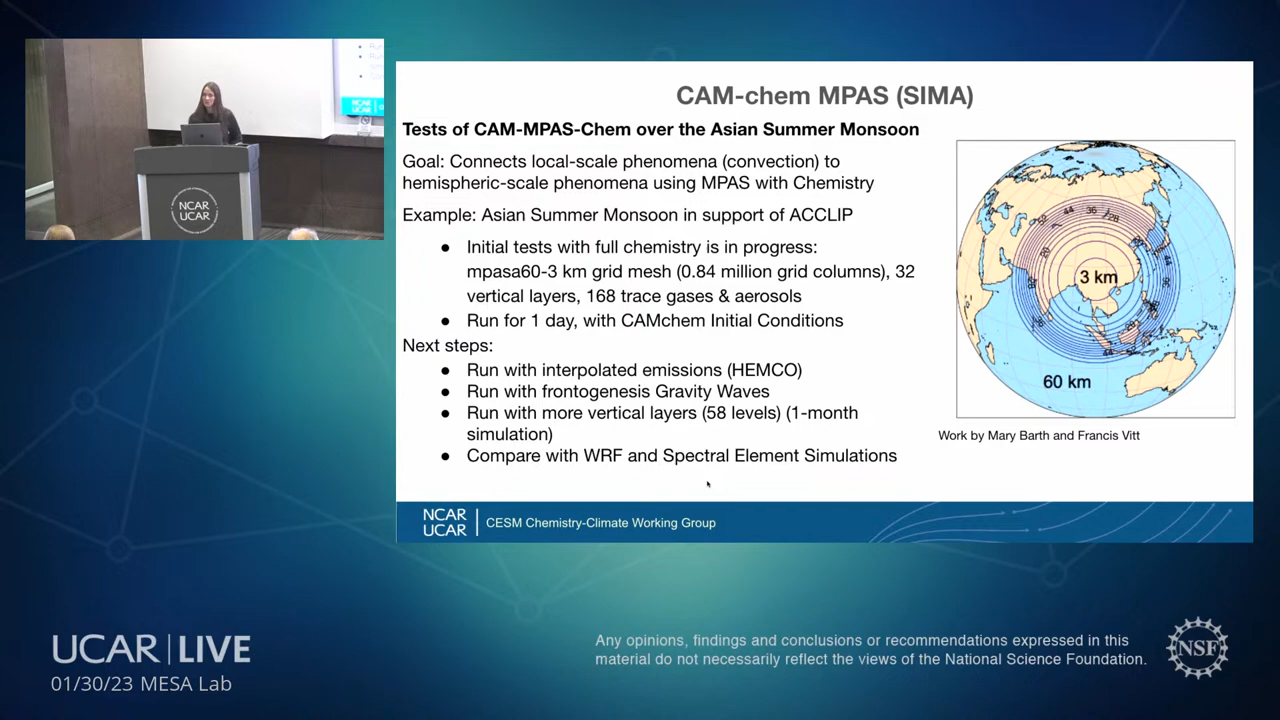 NCAR
UCAR
NCAR
UCAR
CAM-chem MPAS (SIMA)
Tests of CAM-MPAS-Chem over the Asian Summer Monsoon
Goal: Connects local-scale phenomena (convection) to
hemispheric-scale phenomena using MPAS with Chemistry
Example: Asian Summer Monsoon in support of ACCLIP
● Initial tests with full chemistry is in progress:
mpasa60-3 km grid mesh (0.84 million grid columns), 32
vertical layers, 168 trace gases & aerosols
● Run for 1 day, with CAMchem Initial Conditions
Next steps:
● Run with interpolated emissions (HEMCO)
● Run with frontogenesis Gravity Waves
● Run with more vertical layers (58 levels) (1-month
simulation)
● Compare with WRF and Spectral Element Simulations
44
36
28
3 km
60 km
Work by Mary Barth and Francis Vitt
NCAR
UCAR
CESM Chemistry-Climate Working Group
UCAR | LIVE
01/30/23 MESA Lab
Any opinions, findings and conclusions or recommendations expressed in this
material do not necessarily reflect the views of the National Science Foundation.
NSF